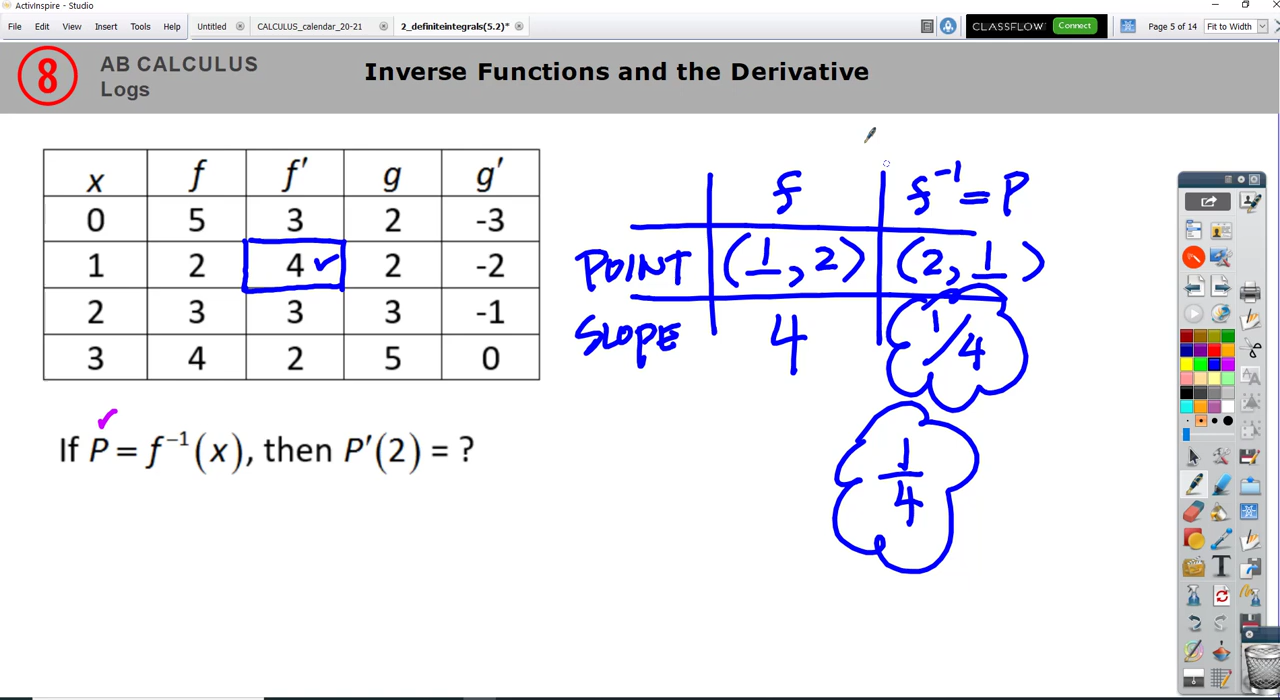 ActivInspire - Studio
File Edit View Insert Tools Help Untitled CALCULUS_calendar_20-21 2_definiteintegrals(5.2)* CLASSFLOW Connect Page 5 of 14 Fit to Width
8 AB CALCULUS
Logs
Inverse Functions and the Derivative
x f f′ g g′
0 5 3 2 -3
1 2 4 ✓ 2 -2
2 3 3 3 -1
3 4 2 5 0
f f⁻¹ = P
POINT (1, 2) (2, 1)
SLOPE 4 1/4
✓
If P = f⁻¹(x), then P′(2) = ?
1/4